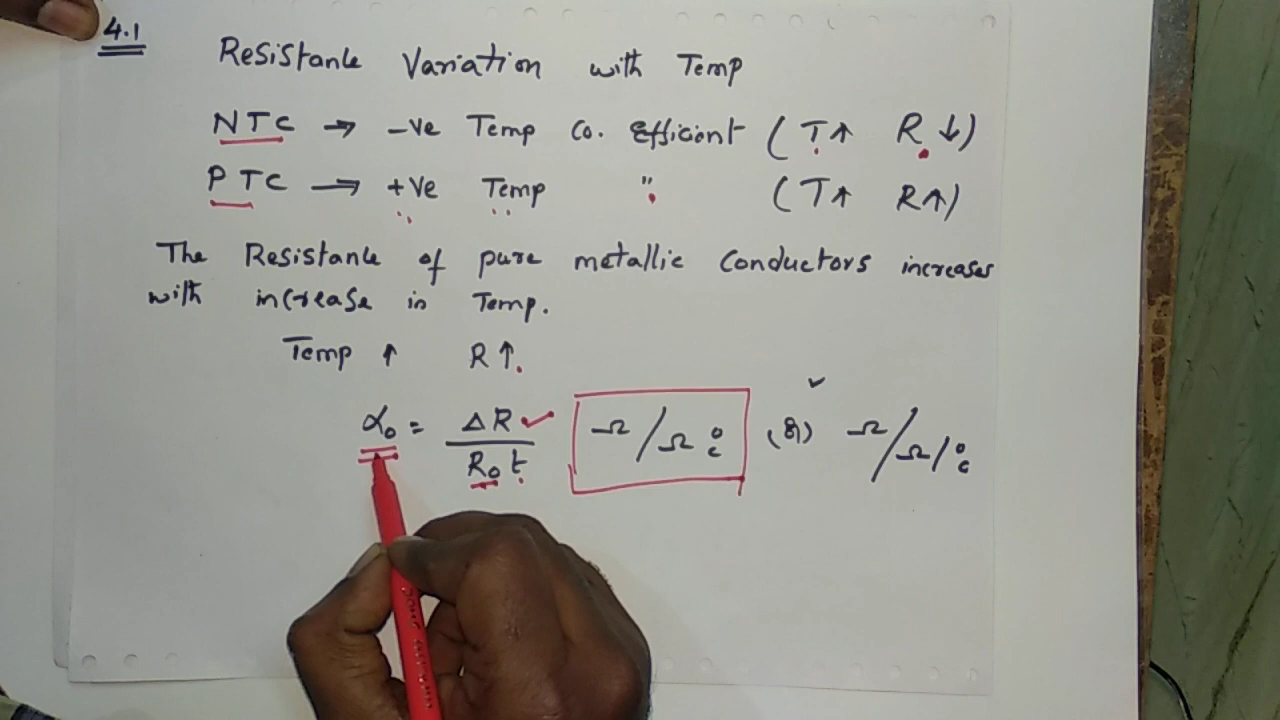 4.1 Resistance Variation with Temp
NTC → -Ve Temp Co. Efficient ( T↑ R↓ )
PTC → +Ve Temp " ( T↑ R↑ )
The Resistance of pure metallic Conductors increases
with increase in Temp.
Temp ↑ R↑.
α₀ = ΔR / R₀t Ω/Ω °C (or) Ω/Ω/°C